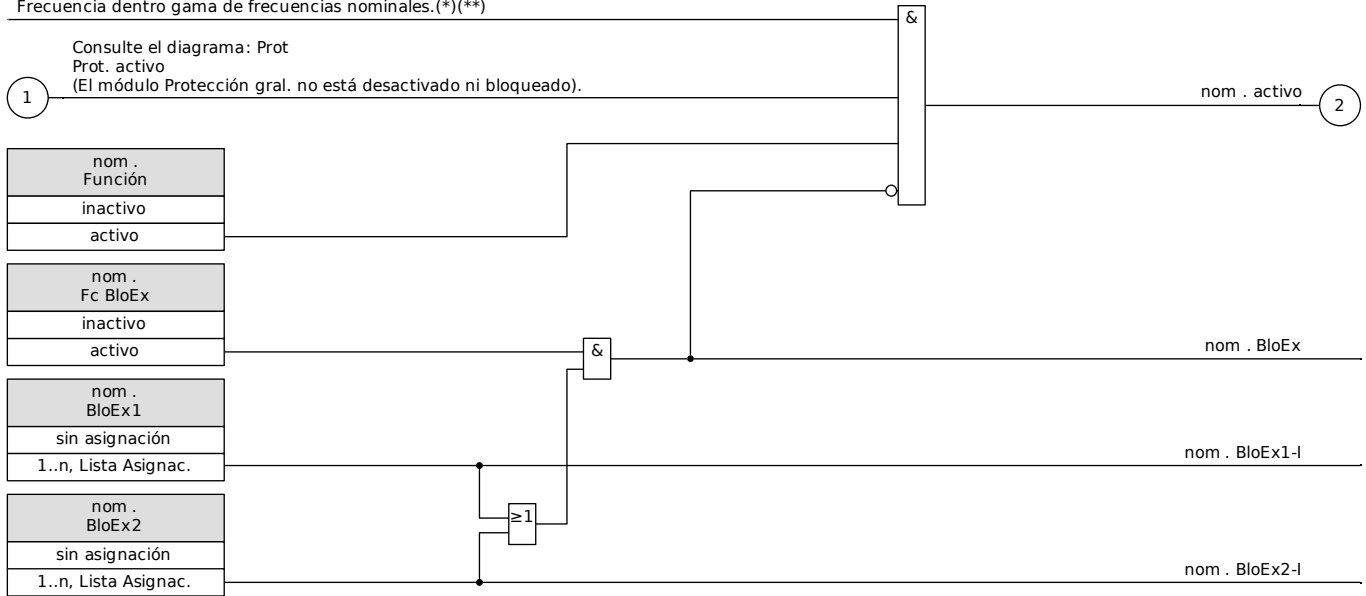 Frecuencia dentro gama de frecuencias nominales.(*)(**)
&
Consulte el diagrama: Prot
Prot. activo
(El módulo Protección gral. no está desactivado ni bloqueado).
1
nom . activo
2
nom .
Función
inactivo
activo
nom .
Fc BloEx
inactivo
activo
&
nom . BloEx
nom .
BloEx1
sin asignación
1..n, Lista Asignac.
nom . BloEx1-I
nom .
BloEx2
≥1
sin asignación
1..n, Lista Asignac.
nom . BloEx2-I